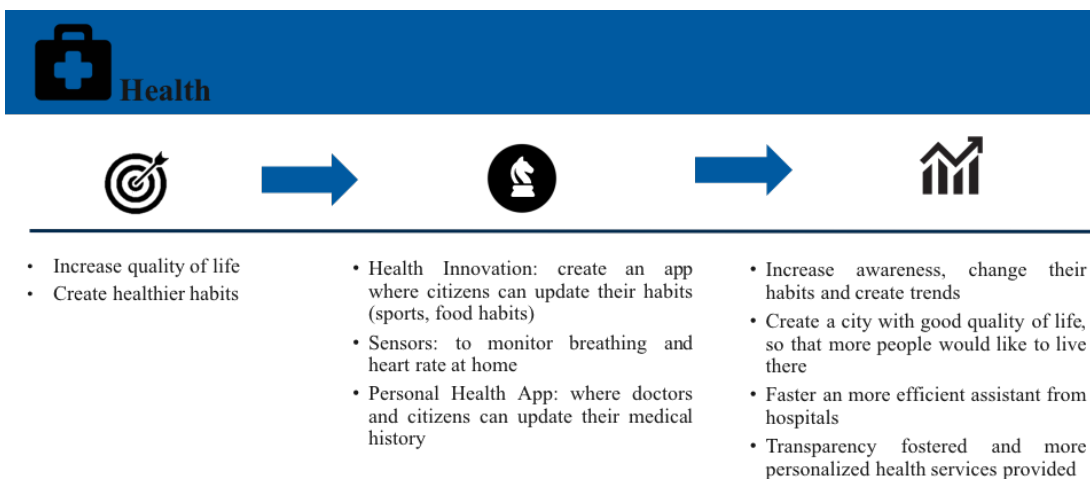 Health
• Increase quality of life
• Create healthier habits
• Health Innovation: create an app
where citizens can update their habits
(sports, food habits)
• Sensors: to monitor breathing and
heart rate at home
• Personal Health App: where doctors
and citizens can update their medical
history
• Increase awareness, change their
habits and create trends
• Create a city with good quality of life,
so that more people would like to live
there
• Faster an more efficient assistant from
hospitals
• Transparency fostered and more
personalized health services provided